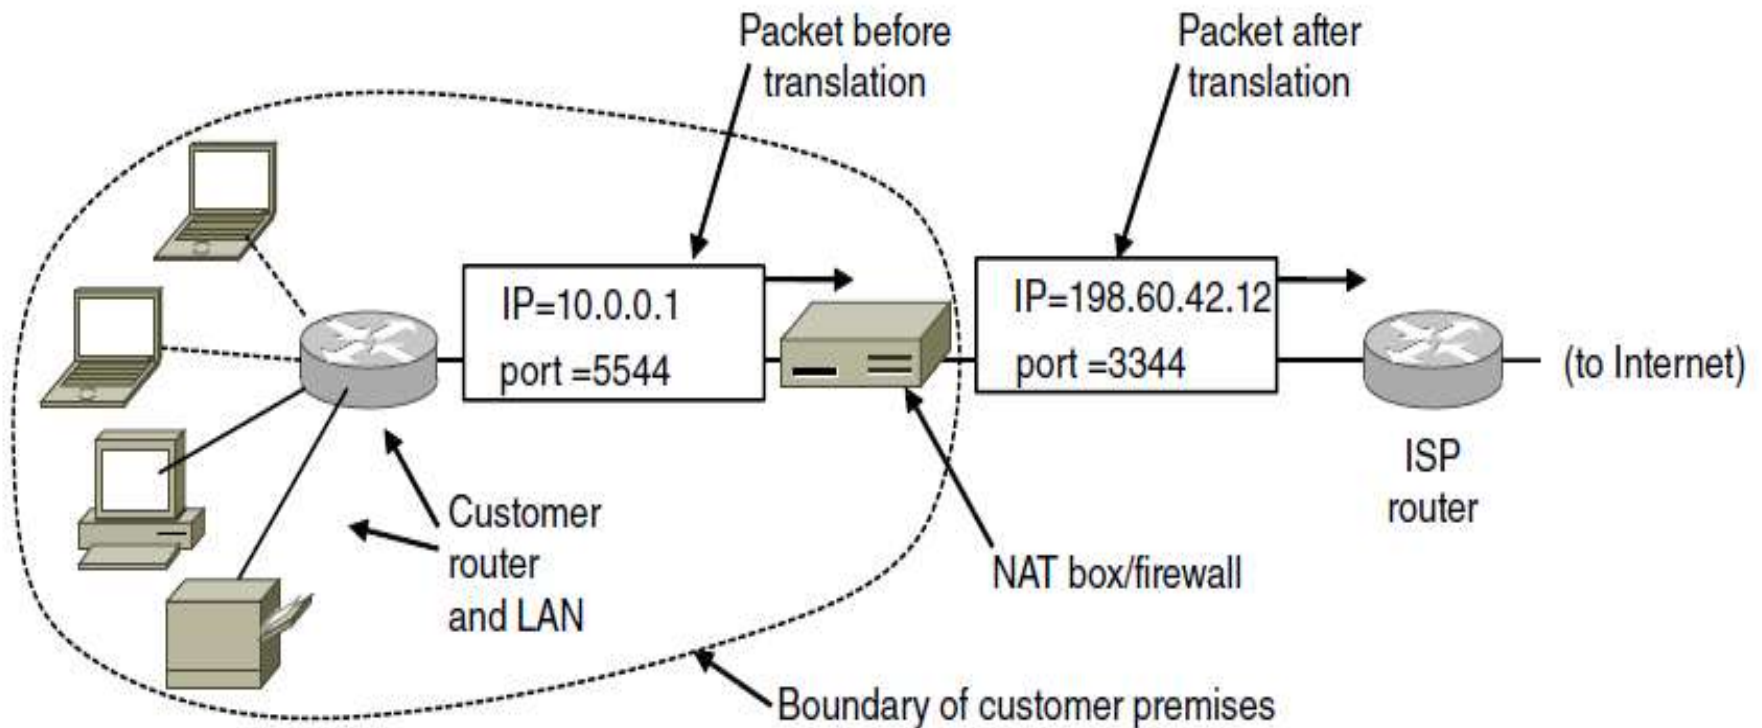 Packet before
translation
Packet after
translation
IP=10.0.0.1
port =5544
IP=198.60.42.12
port =3344
(to Internet)
ISP
router
Customer
router
and LAN
NAT box/firewall
Boundary of customer premises